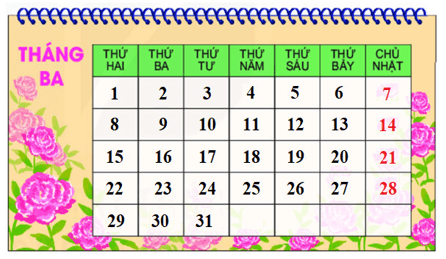 THÁNG
BA
THỨ HAI THỨ BA THỨ TƯ THỨ NĂM THỨ SÁU THỨ BẢY CHỦ NHẬT
1 2 3 4 5 6 7
8 9 10 11 12 13 14
15 16 17 18 19 20 21
22 23 24 25 26 27 28
29 30 31